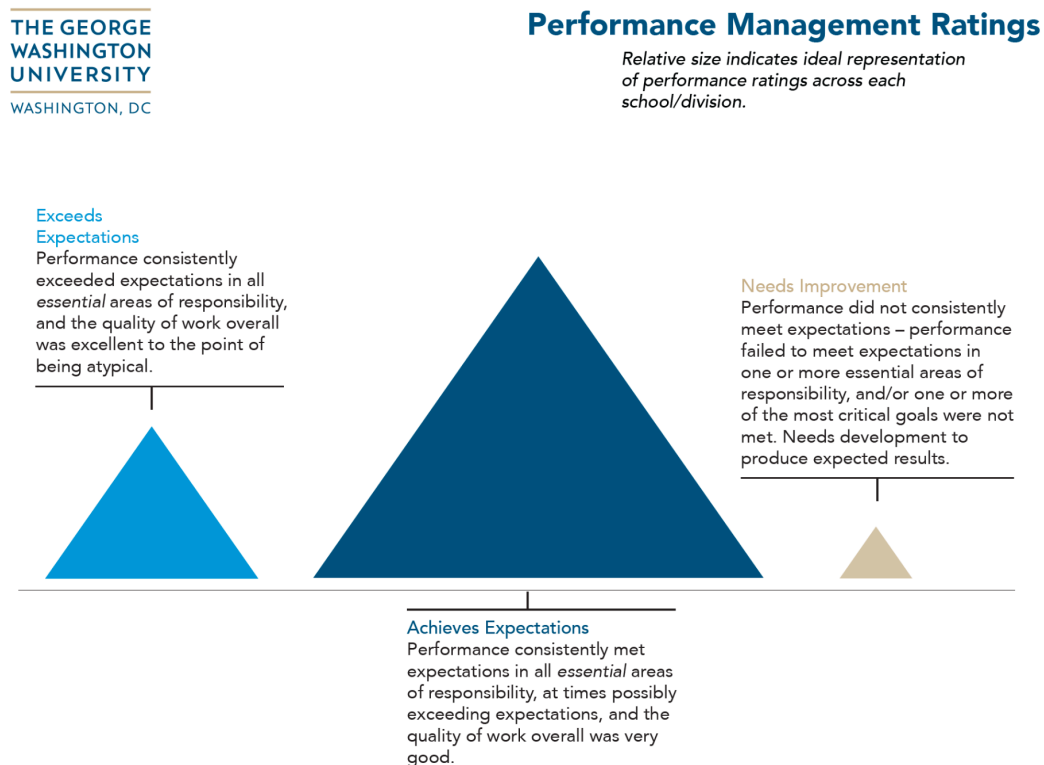 THE GEORGE
WASHINGTON
UNIVERSITY
WASHINGTON, DC
Performance Management Ratings
Relative size indicates ideal representation
of performance ratings across each
school/division.
Exceeds
Expectations
Performance consistently
exceeded expectations in all
essential areas of responsibility,
and the quality of work overall
was excellent to the point of
being atypical.
Needs Improvement
Performance did not consistently
meet expectations – performance
failed to meet expectations in
one or more essential areas of
responsibility, and/or one or more
of the most critical goals were not
met. Needs development to
produce expected results.
Achieves Expectations
Performance consistently met
expectations in all essential areas
of responsibility, at times possibly
exceeding expectations, and the
quality of work overall was very
good.